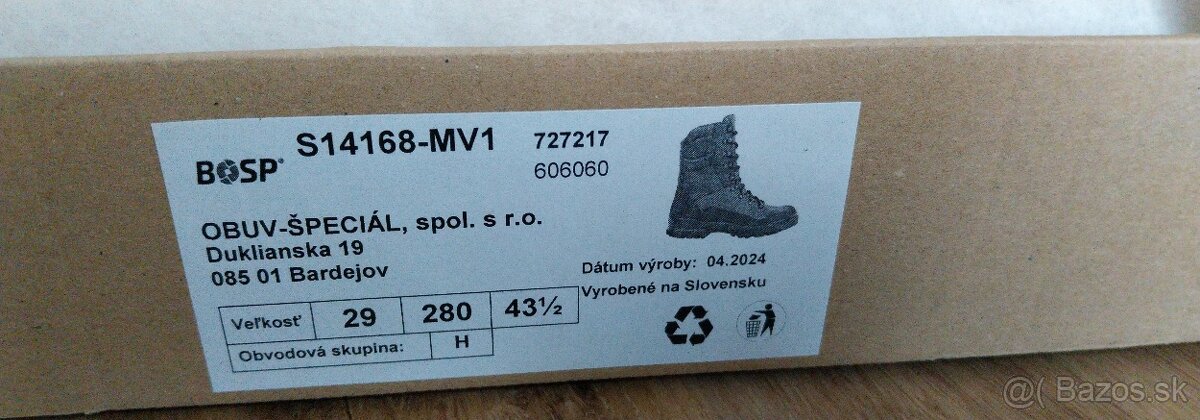 BOSP® S14168-MV1 727217
606060
OBUV-ŠPECIÁL, spol. s r.o.
Duklianska 19
085 01 Bardejov
Dátum výroby: 04.2024
Vyrobené na Slovensku
Veľkosť 29 280 43½
Obvodová skupina: H
@( Bazos.sk